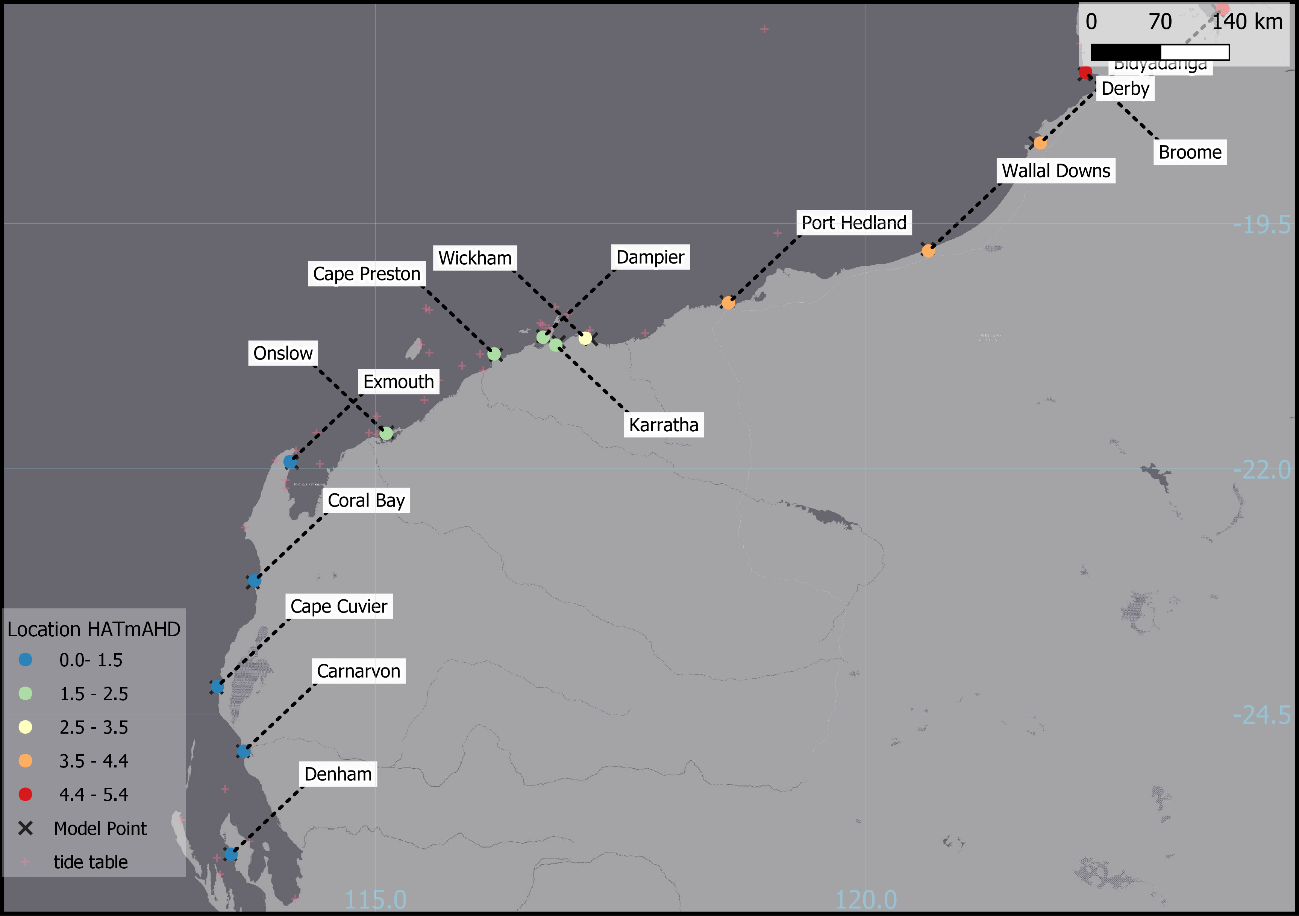 0 70 140 km
Bidyadanga
Derby
Broome
Wallal Downs
Port Hedland
-19.5
Wickham
Dampier
Cape Preston
Onslow
Exmouth
Karratha
-22.0
Coral Bay
Cape Cuvier
Carnarvon
-24.5
Denham
Location HATmAHD
0.0- 1.5
1.5 - 2.5
2.5 - 3.5
3.5 - 4.4
4.4 - 5.4
Model Point
tide table
115.0
120.0